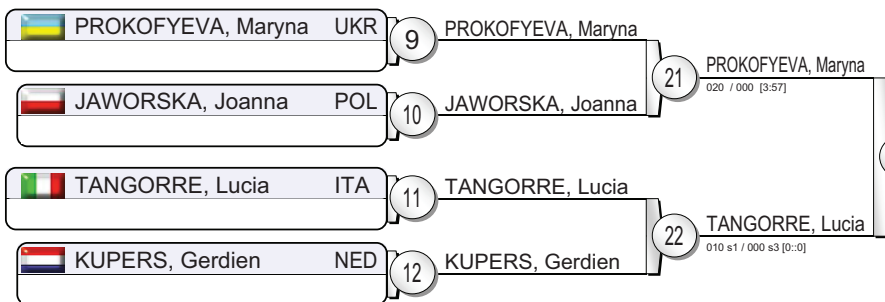 PROKOFYEVA, Maryna UKR
9
PROKOFYEVA, Maryna
21
PROKOFYEVA, Maryna
020 / 000 [3:57]
JAWORSKA, Joanna POL
10
JAWORSKA, Joanna
TANGORRE, Lucia ITA
11
TANGORRE, Lucia
22
TANGORRE, Lucia
010 s1 / 000 s3 [0::0]
KUPERS, Gerdien NED
12
KUPERS, Gerdien